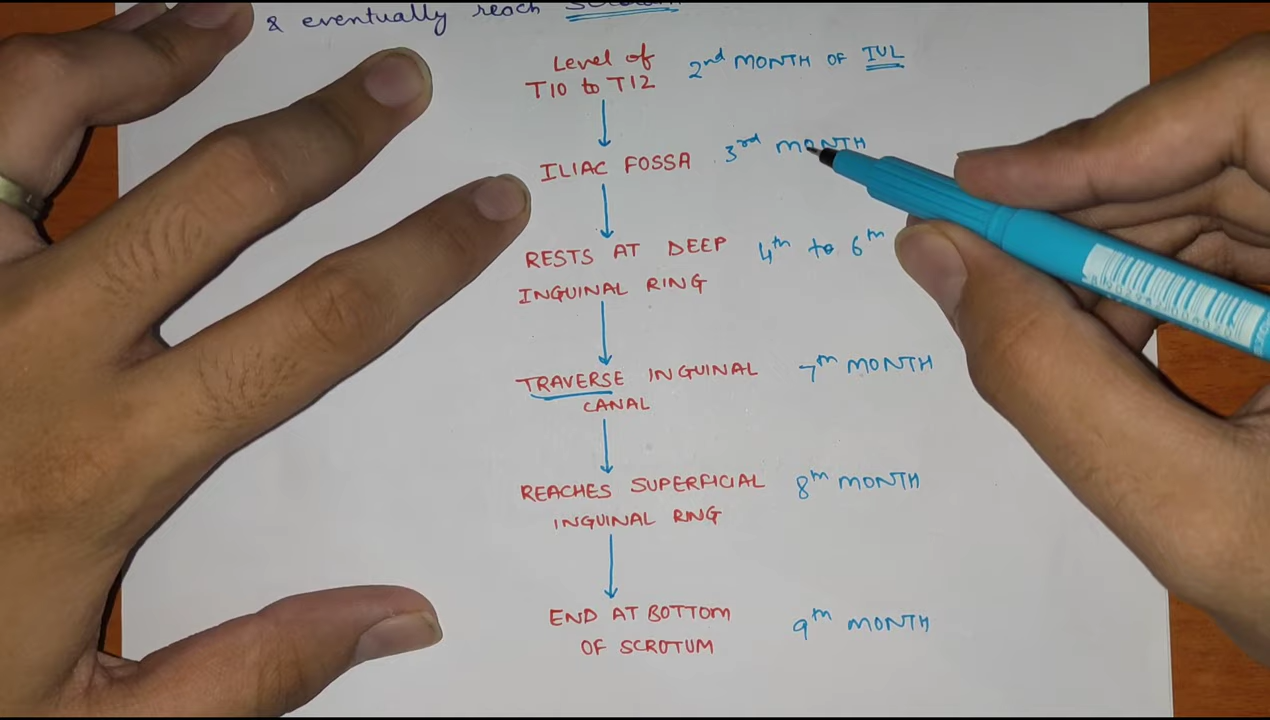 & eventually reach
Level of
T10 to T12
2nd MONTH OF IUL
ILIAC FOSSA
3rd MONTH
RESTS AT DEEP
INGUINAL RING
4th to 6th
TRAVERSE INGUINAL
CANAL
7th MONTH
REACHES SUPERFICIAL
INGUINAL RING
8th MONTH
END AT BOTTOM
OF SCROTUM
9th MONTH